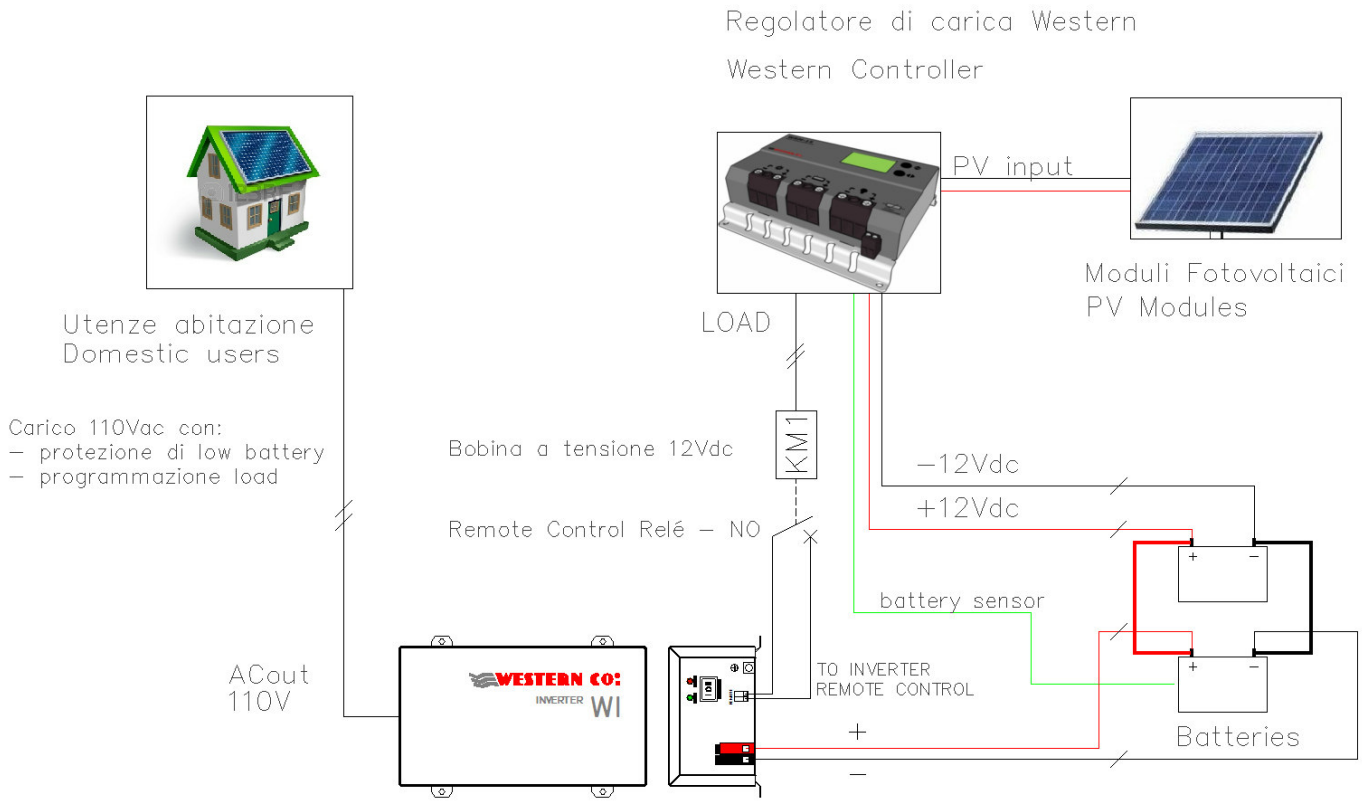 Regolatore di carica Western
Western Controller
PV input
Moduli Fotovoltaici
PV Modules
LOAD
Utenze abitazione
Domestic users
Carico 110Vac con:
– protezione di low battery
– programmazione load
Bobina a tensione 12Vdc
KM1
–12Vdc
+12Vdc
Remote Control Relé – NO
+ –
battery sensor
+ –
ACout
110V
WESTERN CO:
INVERTER WI
TO INVERTER
REMOTE CONTROL
Batteries
+
–